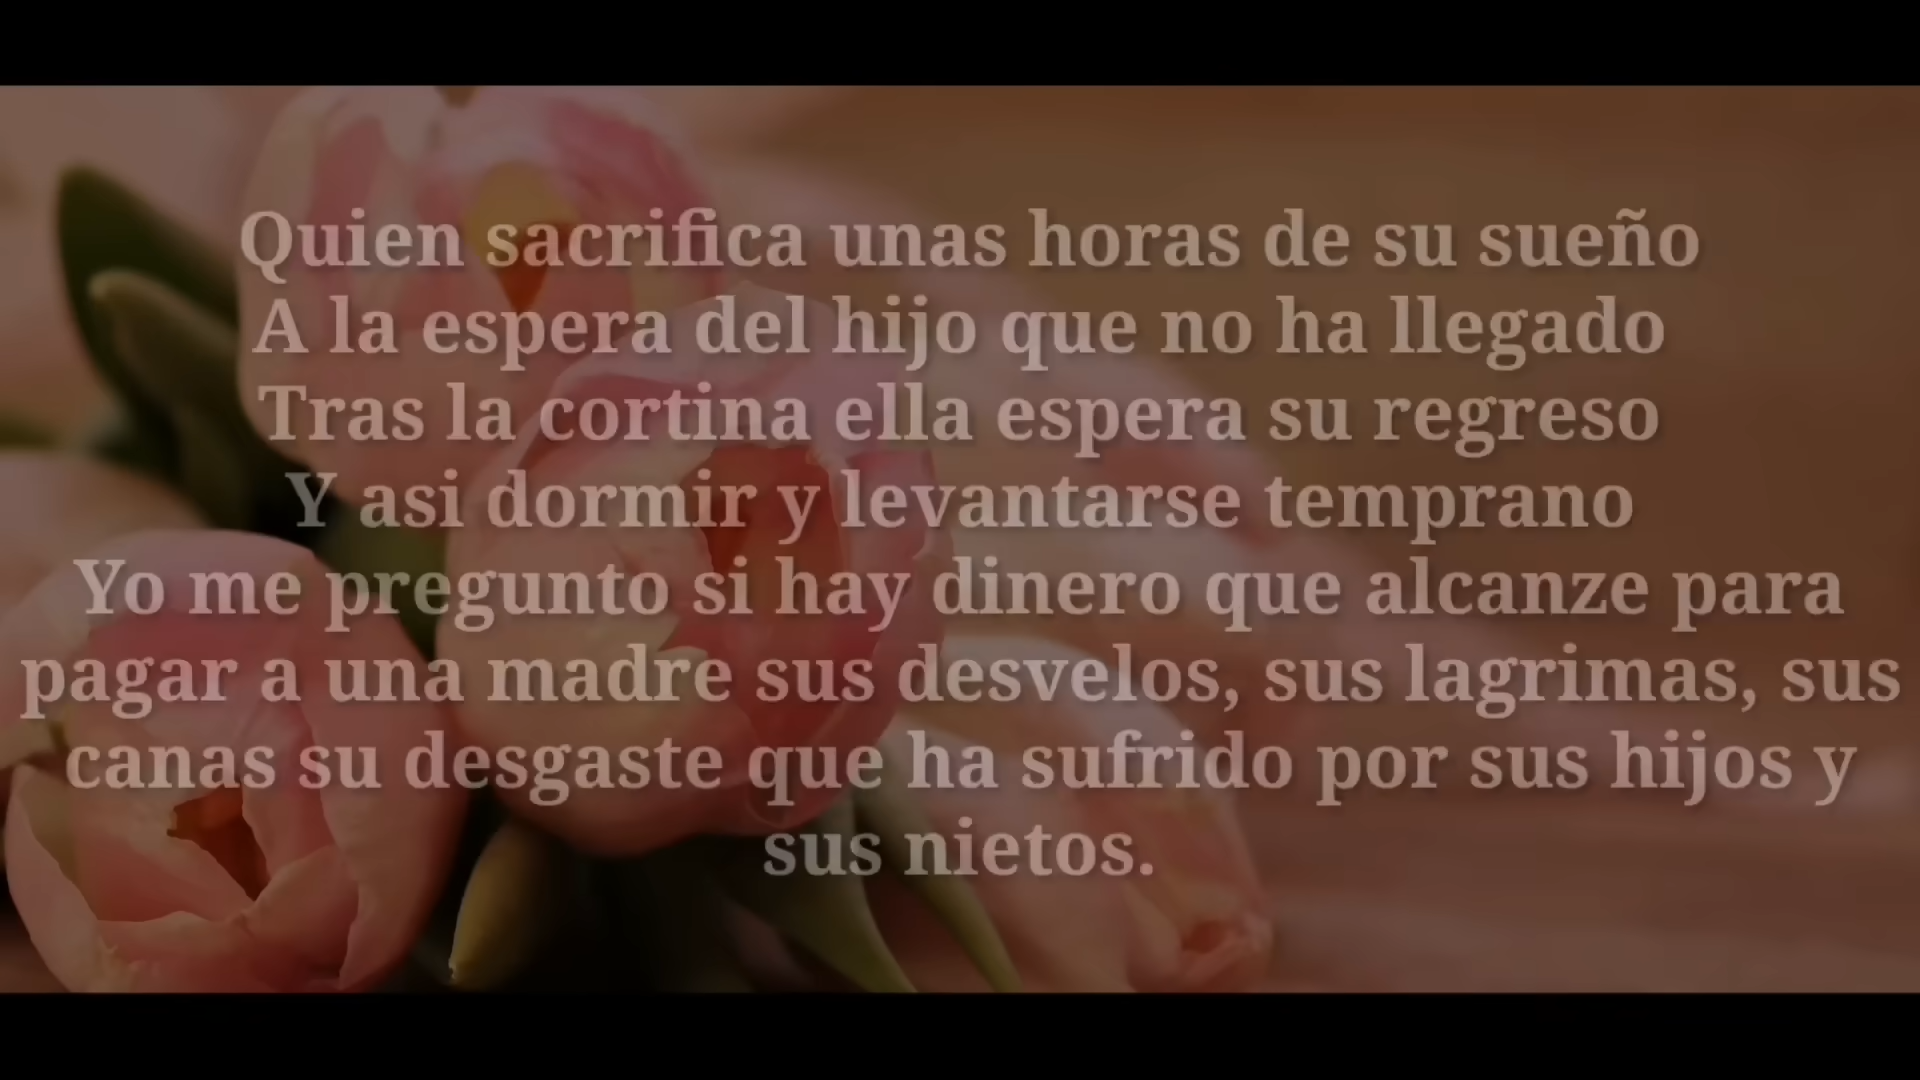 Quien sacrifica unas horas de su sueño
A la espera del hijo que no ha llegado
Tras la cortina ella espera su regreso
Y asi dormir y levantarse temprano
Yo me pregunto si hay dinero que alcanze para
pagar a una madre sus desvelos, sus lagrimas, sus
canas su desgaste que ha sufrido por sus hijos y
sus nietos.